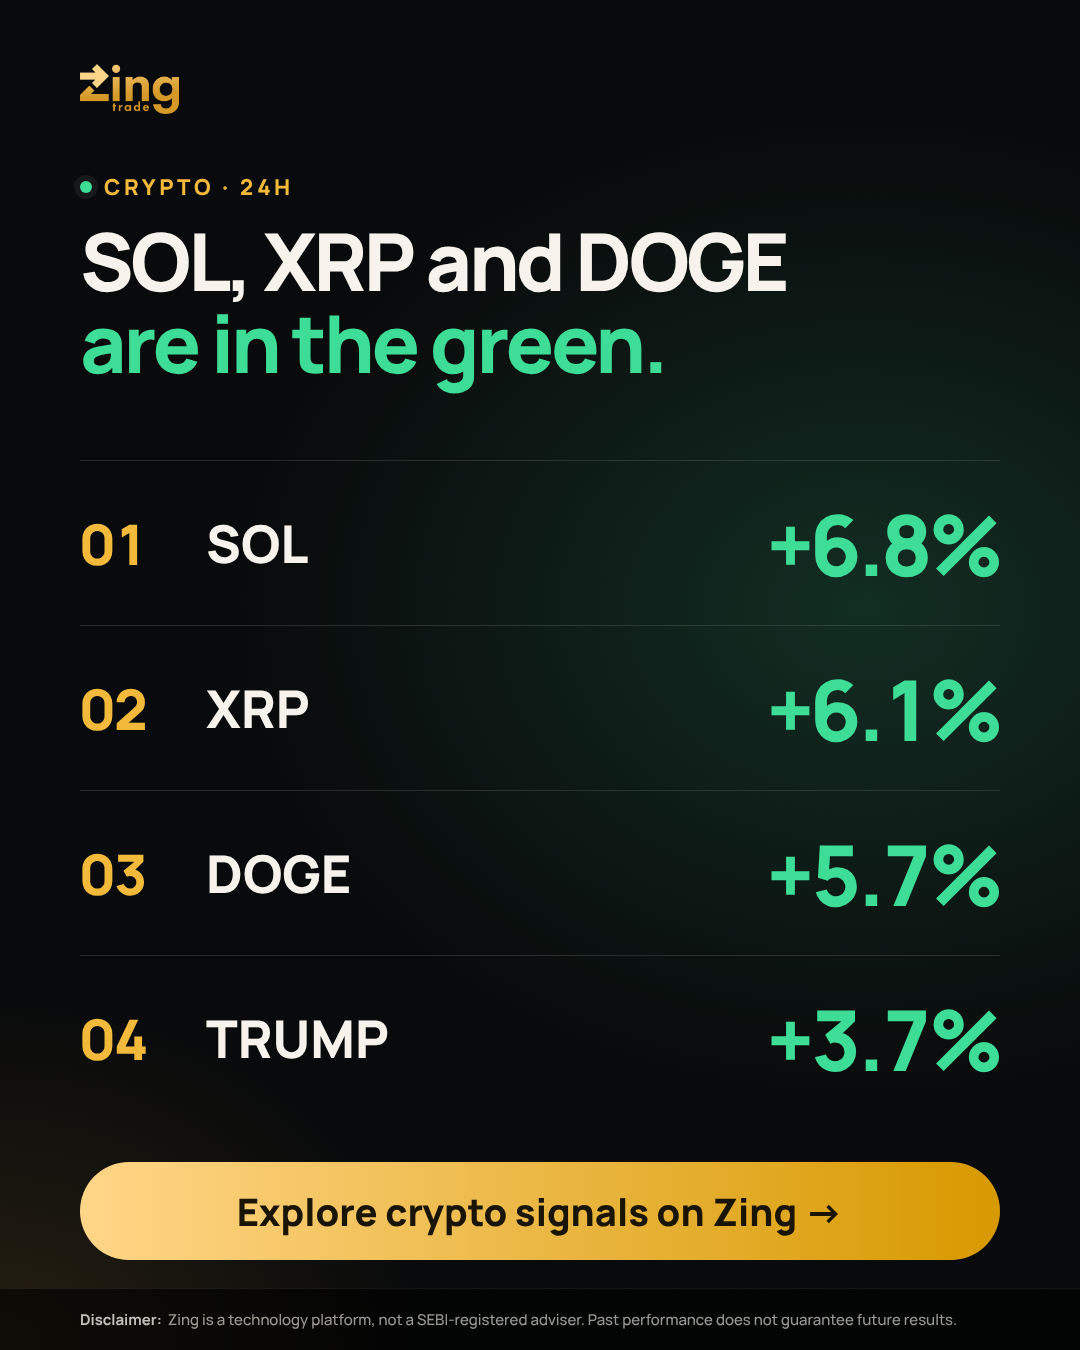 Zing
trade
CRYPTO · 24H
SOL, XRP and DOGE
are in the green.
01 SOL +6.8%
02 XRP +6.1%
03 DOGE +5.7%
04 TRUMP +3.7%
Explore crypto signals on Zing →
Disclaimer: Zing is a technology platform, not a SEBI-registered adviser. Past performance does not guarantee future results.